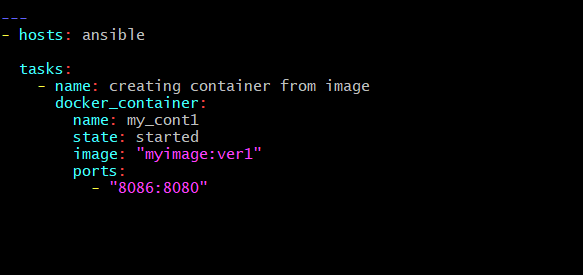 ---
- hosts: ansible
  tasks:
    - name: creating container from image
      docker_container:
        name: my_cont1
        state: started
        image: "myimage:ver1"
        ports:
          - "8086:8080"